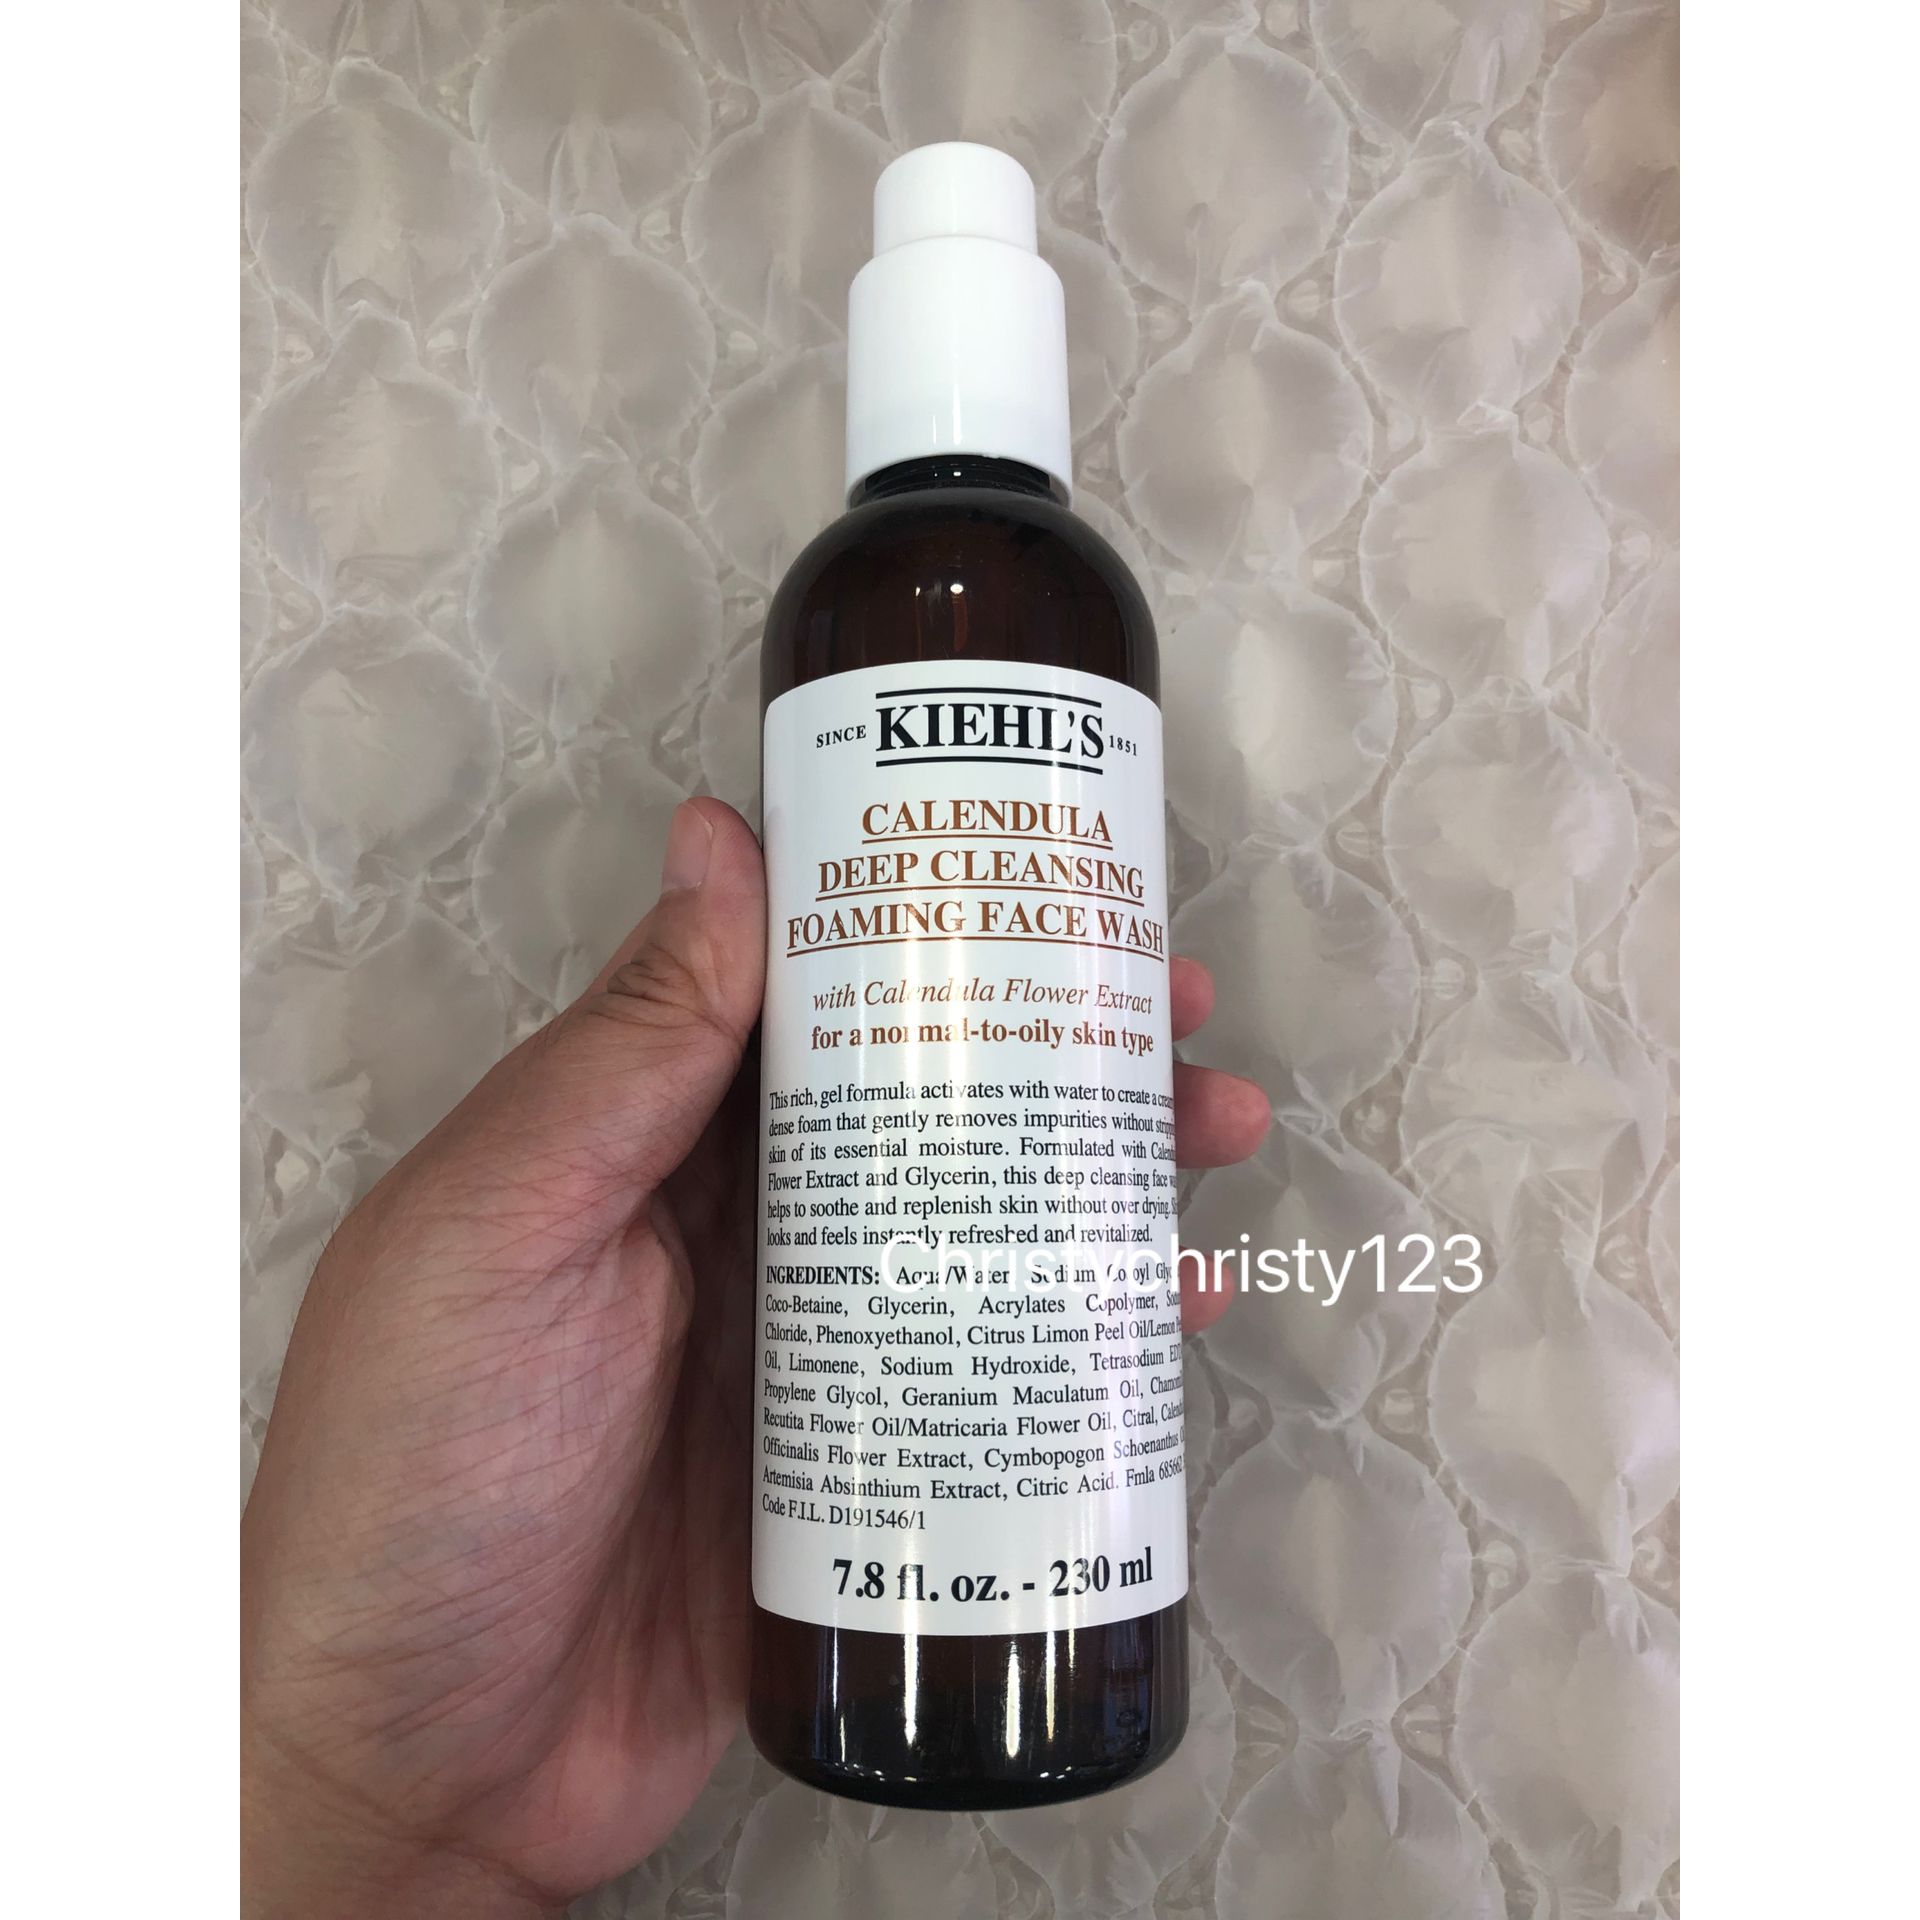 SINCE KIEHL'S 1851
CALENDULA
DEEP CLEANSING
FOAMING FACE WASH
with Calendula Flower Extract
for a normal-to-oily skin type
This rich, gel formula activates with water to create a
dense foam that gently removes impurities without
skin of its essential moisture. Formulated with
Flower Extract and Glycerin, this deep cleansing face
helps to soothe and replenish skin without over drying.
looks and feels instantly refreshed and revitalized.
Christychristy123
INGREDIENTS: Aqua/Water, Sodium Cocoyl
Coco-Betaine, Glycerin, Acrylates Copolymer,
Chloride, Phenoxyethanol, Citrus Limon Peel Oil/Lemon
Oil, Limonene, Sodium Hydroxide, Tetrasodium
Propylene Glycol, Geranium Maculatum Oil,
Recutita Flower Oil/Matricaria Flower Oil, Citral,
Officinalis Flower Extract, Cymbopogon Schoenanthus
Artemisia Absinthium Extract, Citric Acid. Fmla 685662
Code F.I.L. D191546/1
7.8 fl. oz. - 230 ml